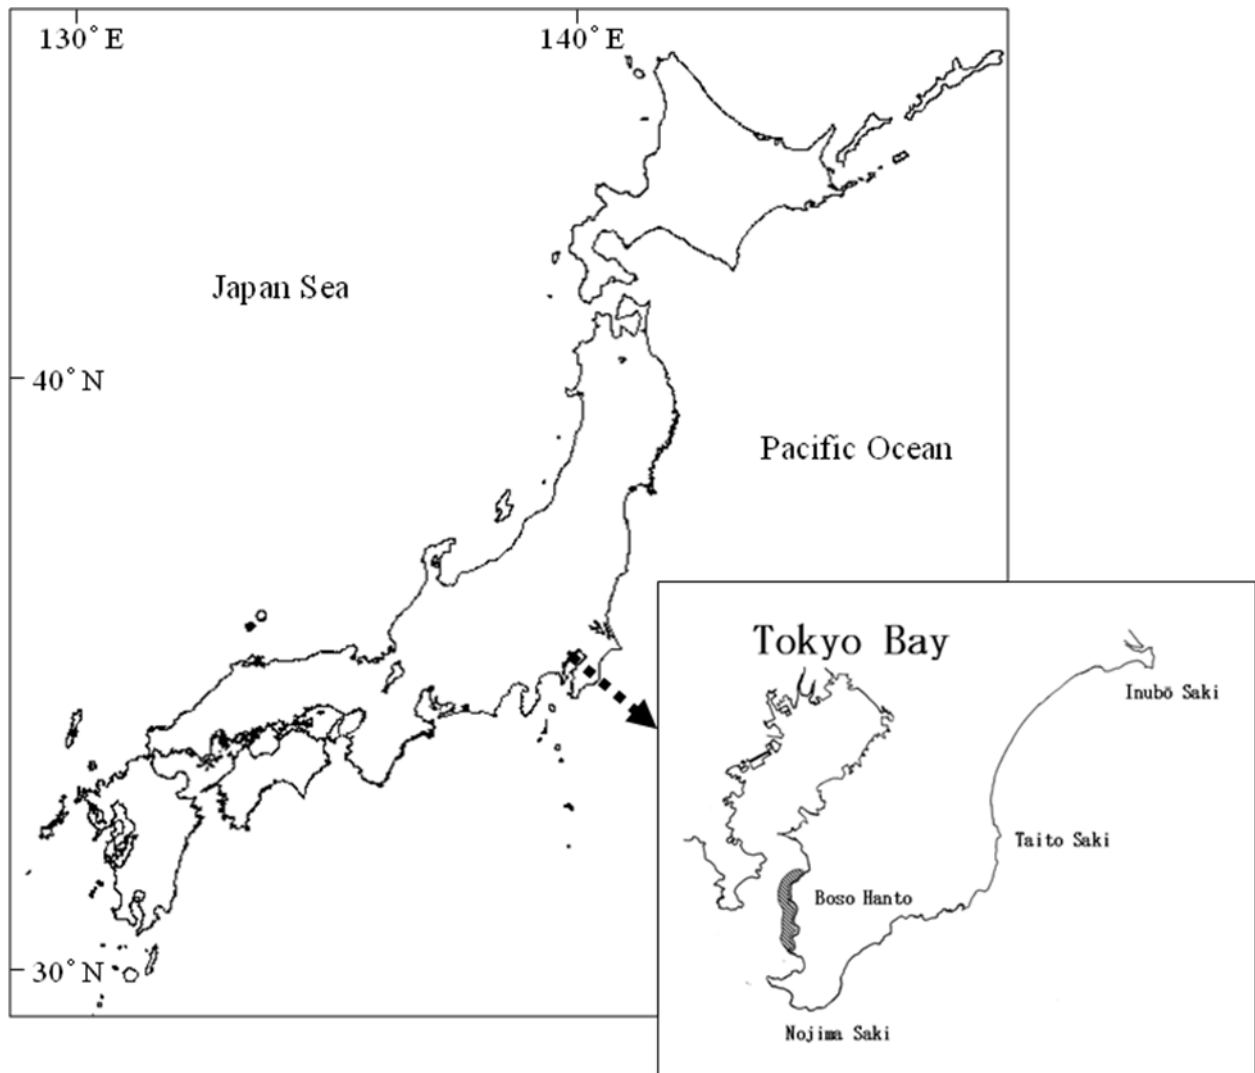 130°E
140°E
Japan Sea
40°N
Pacific Ocean
Tokyo Bay
Inubō Saki
Taito Saki
Boso Hanto
30°N
Nojima Saki